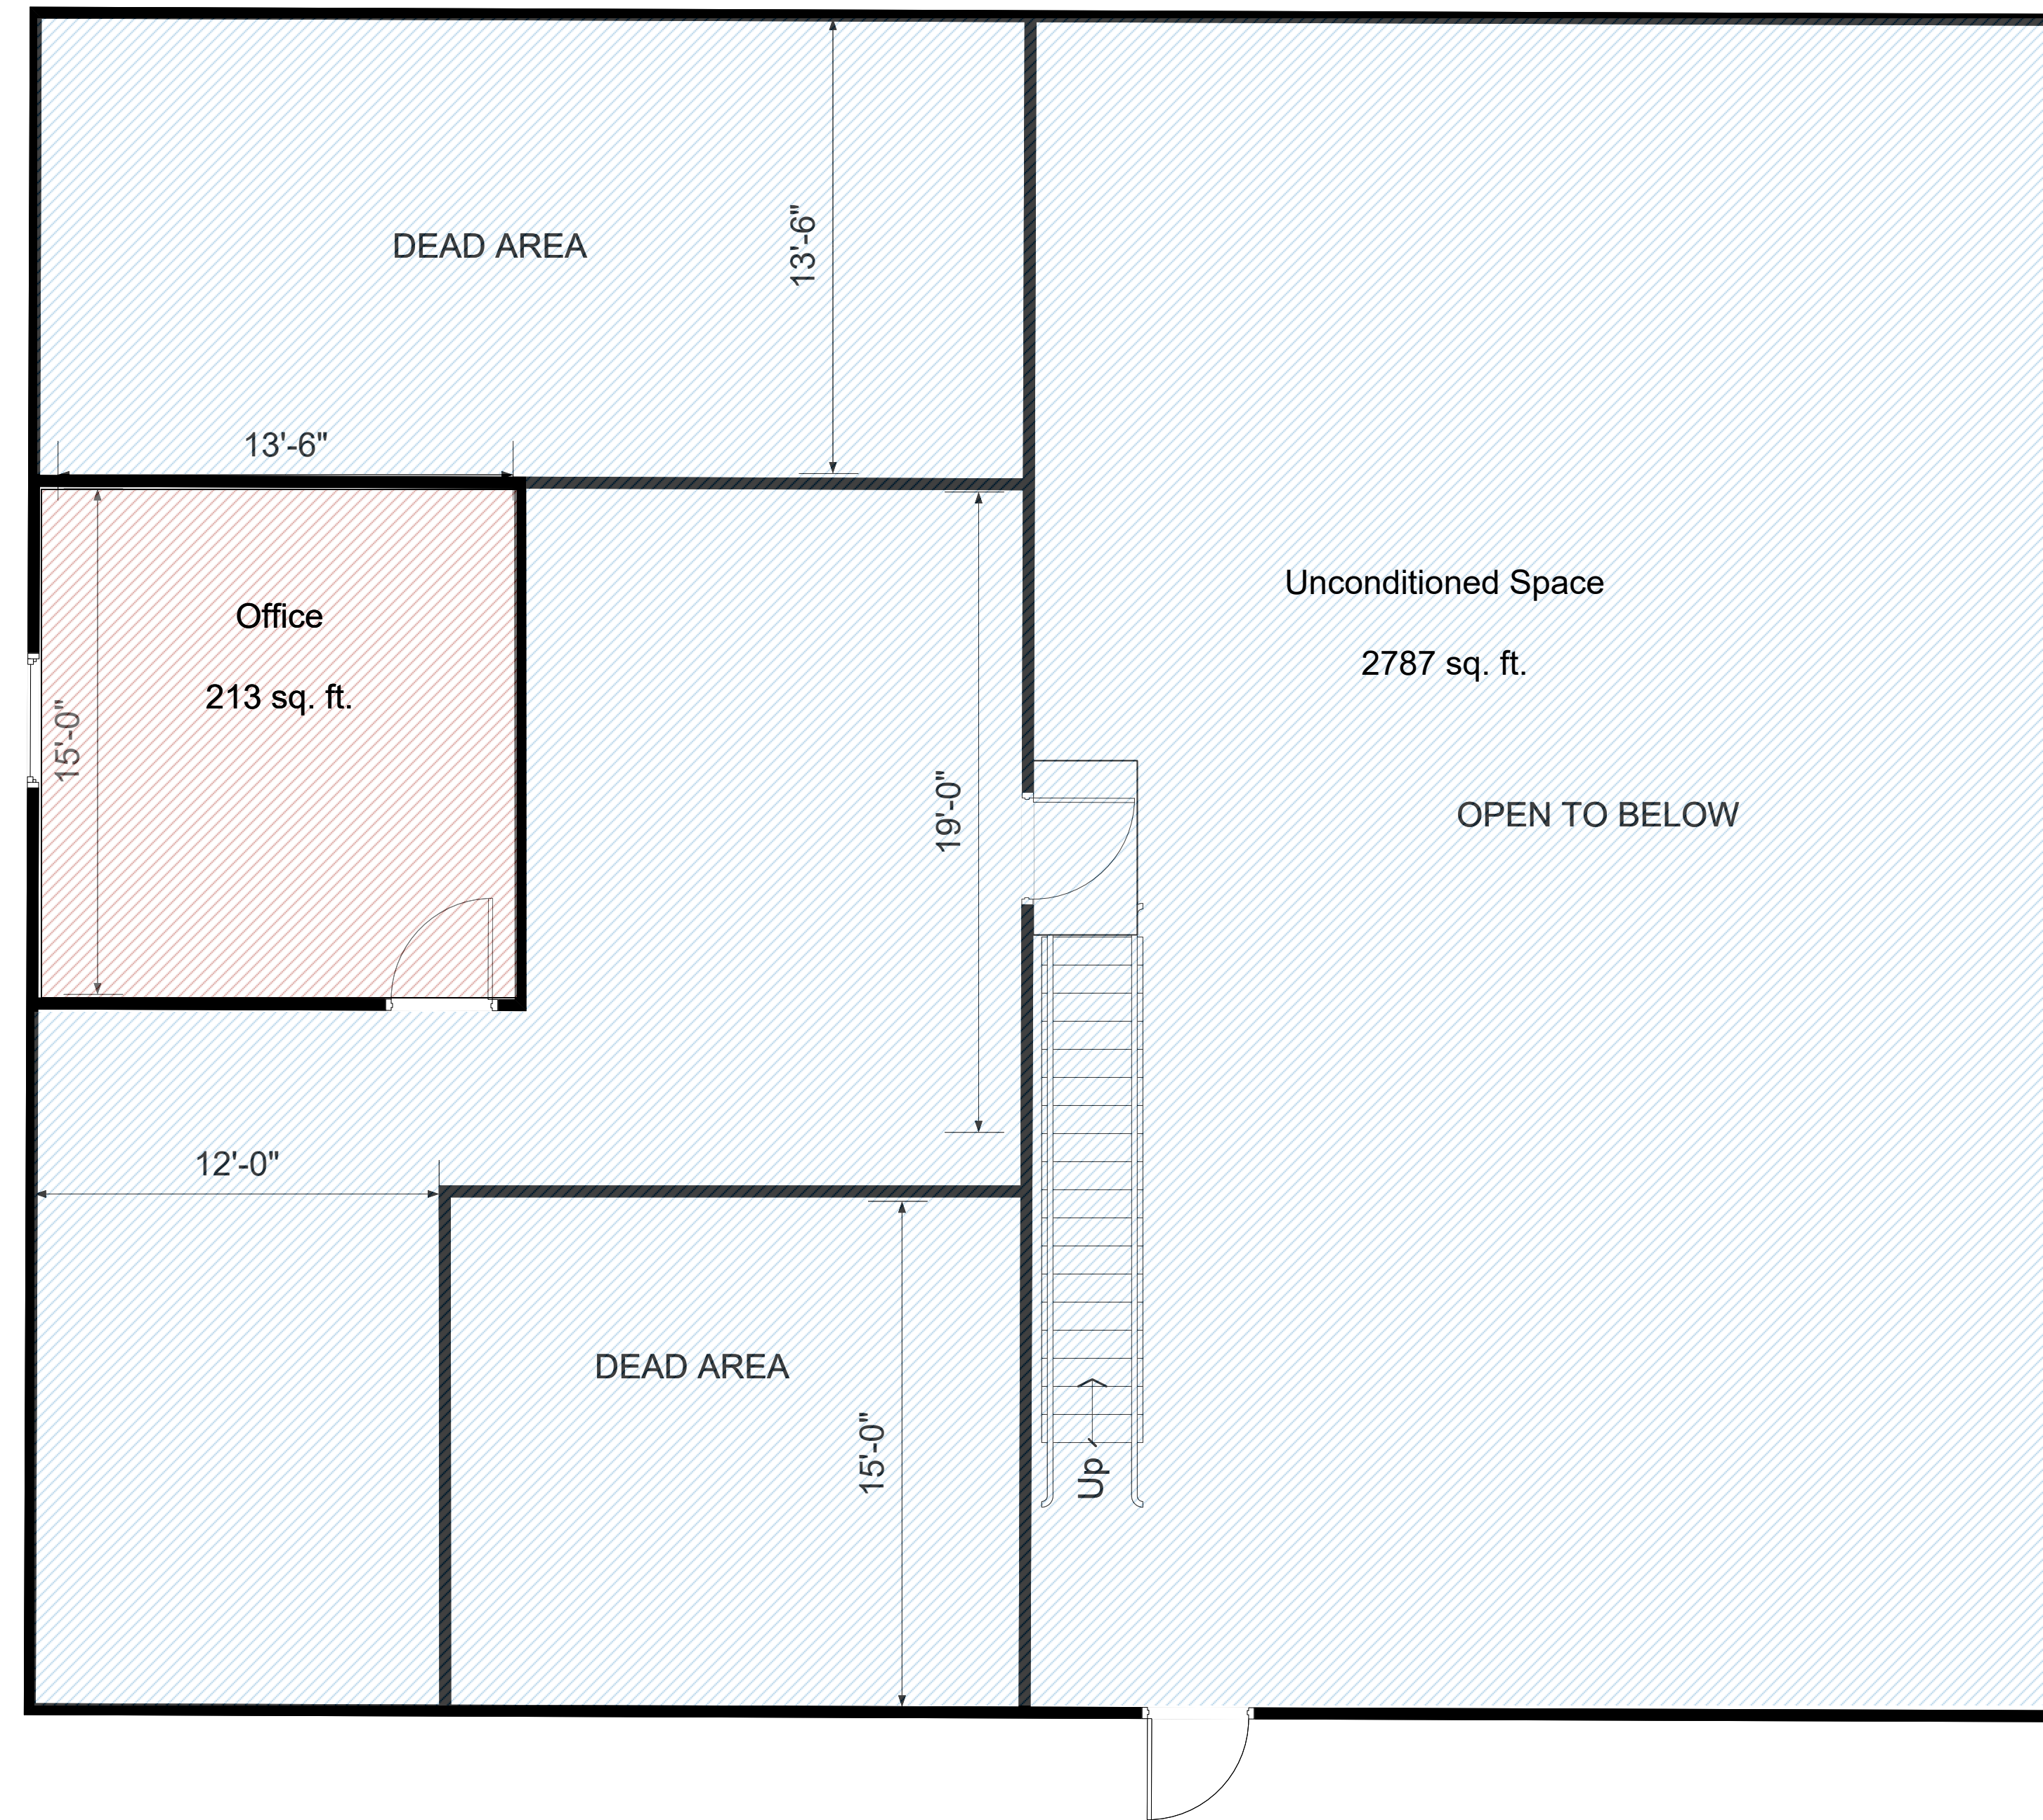 DEAD AREA
13'-6"
13'-6"
Office
213 sq. ft.
15'-0"
Unconditioned Space
2787 sq. ft.
19'-0"
OPEN TO BELOW
12'-0"
DEAD AREA
15'-0"
Up